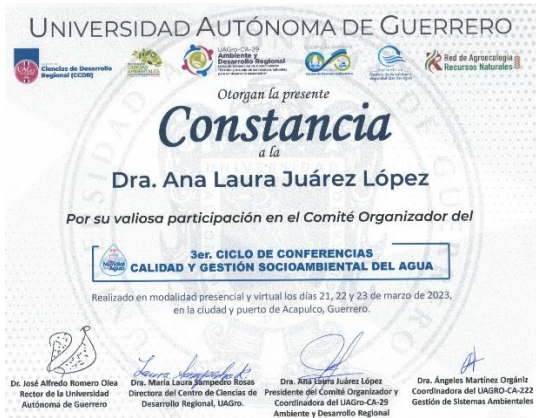 UNIVERSIDAD AUTÓNOMA DE GUERRERO
Ciencias de Desarrollo
Regional (CCDR)
UAGro-CA-29
Ambiente y
Desarrollo Regional
Red de Agroecología
Recursos Naturales
Otorgan la presente
Constancia
a la
Dra. Ana Laura Juárez López
Por su valiosa participación en el Comité Organizador del
3er. CICLO DE CONFERENCIAS
CALIDAD Y GESTIÓN SOCIOAMBIENTAL DEL AGUA
Realizado en modalidad presencial y virtual los días 21, 22 y 23 de marzo de 2023,
en la ciudad y puerto de Acapulco, Guerrero.
Dr. José Alfredo Romero Olea
Rector de la Universidad
Autónoma de Guerrero
Dra. María Laura Sampedro Rosas
Directora del Centro de Ciencias de
Desarrollo Regional, UAGro.
Dra. Ana Laura Juárez López
Presidente del Comité Organizador y
Coordinadora del UAGro-CA-29
Ambiente y Desarrollo Regional
Dra. Ángeles Martínez Orgániz
Coordinadora del UAGRO-CA-222
Gestión de Sistemas Ambientales